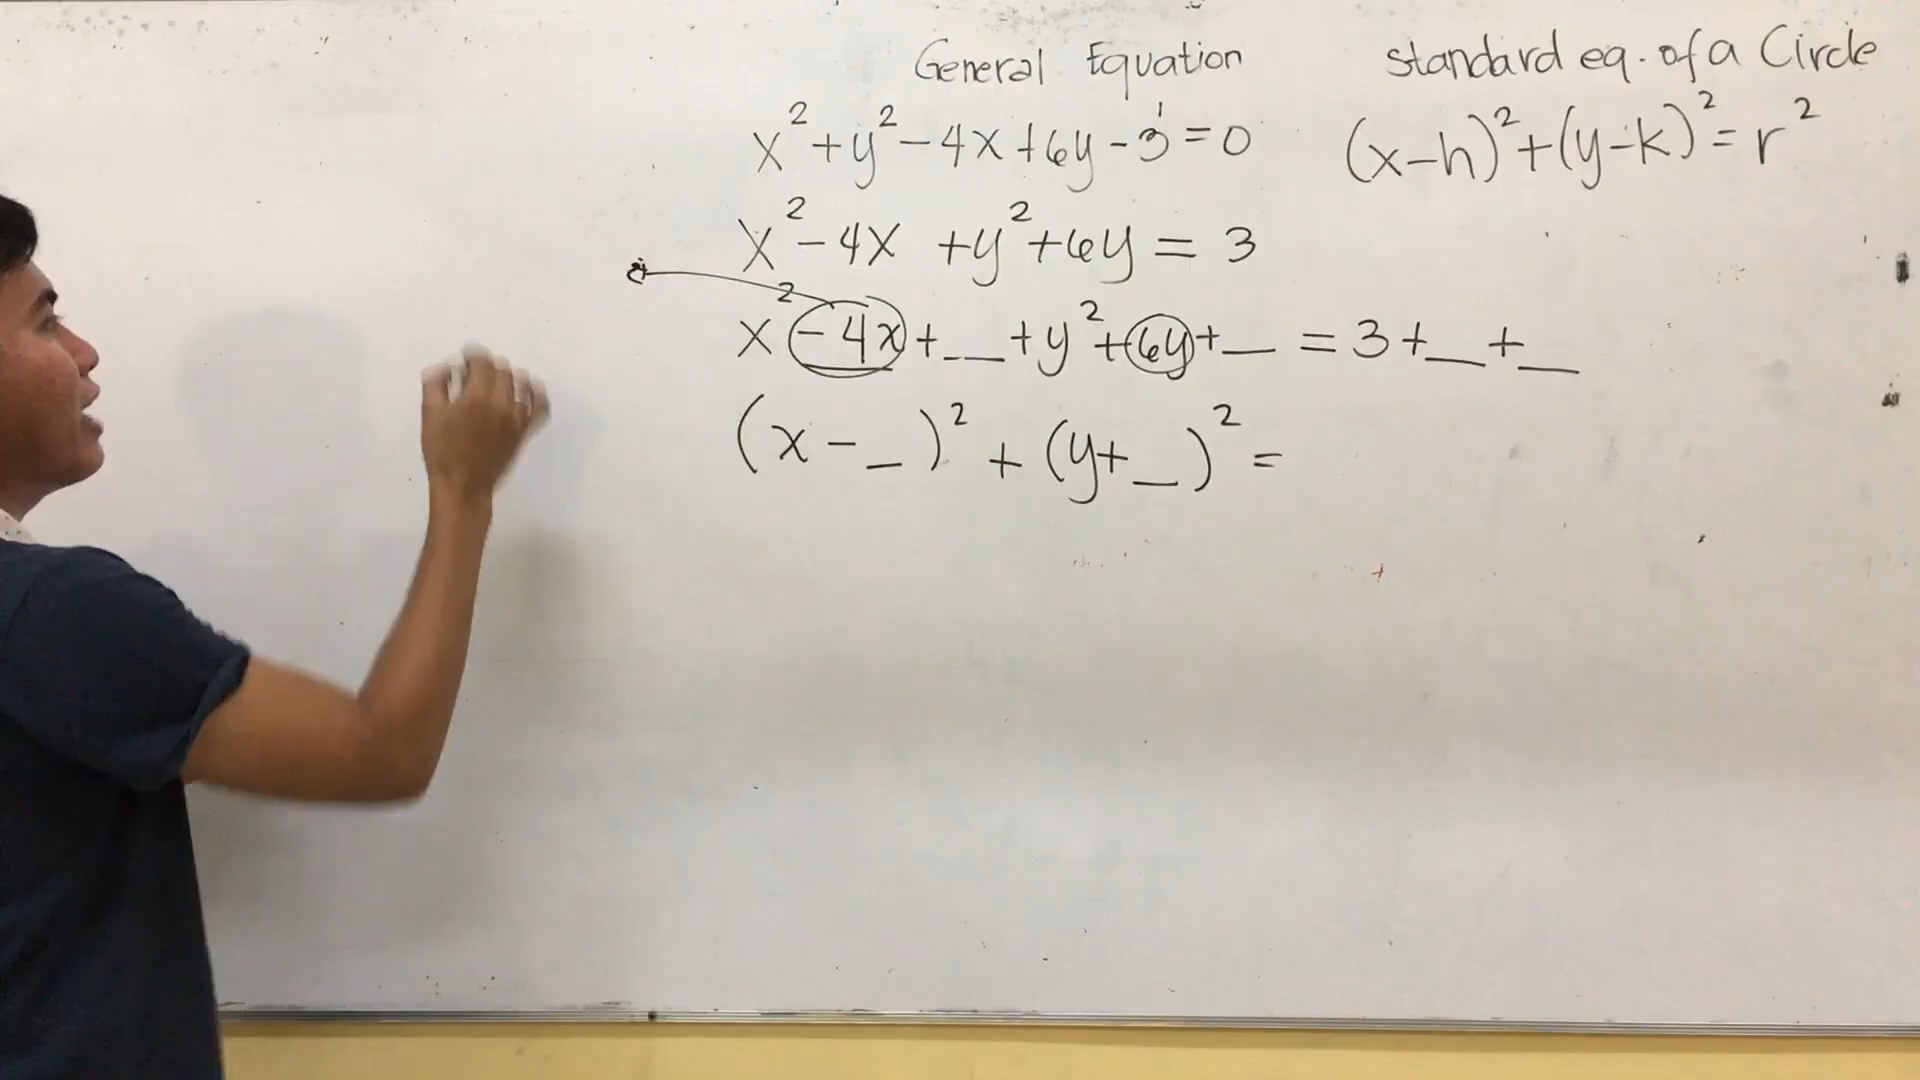 General Equation
standard eq. of a Circle
x²+y²-4x+6y-3=0
(x-h)²+(y-k)²=r²
x²-4x +y²+6y = 3
x²-4x+__+y²+6y+__ = 3+__+__
(x-_)² + (y+_)² =